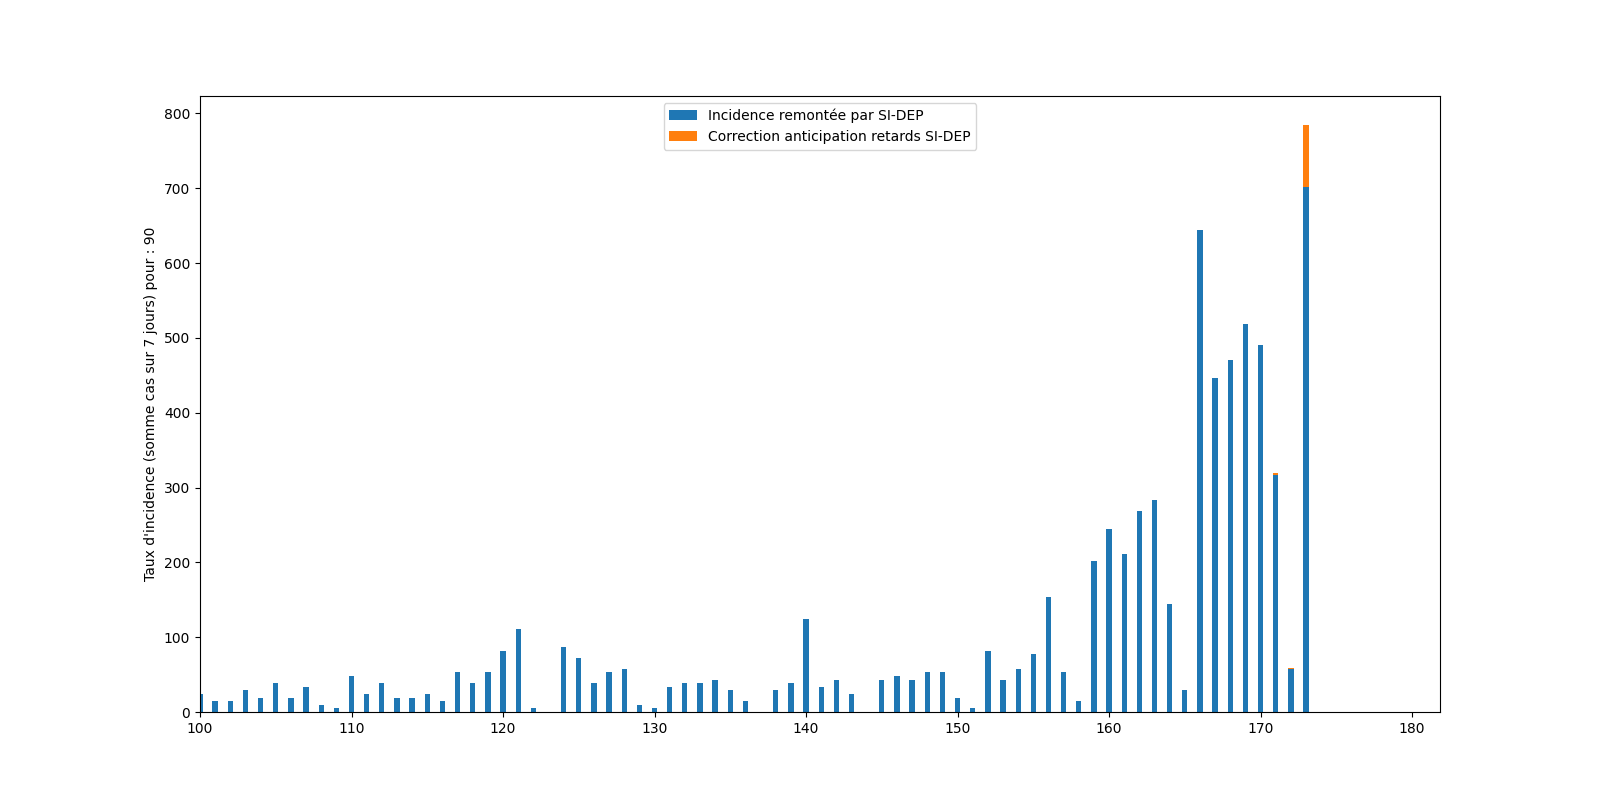 Incidence remontée par SI-DEP
Correction anticipation retards SI-DEP
Taux d'incidence (somme cas sur 7 jours) pour : 90
800
700
600
500
400
300
200
100
0
100 110 120 130 140 150 160 170 180